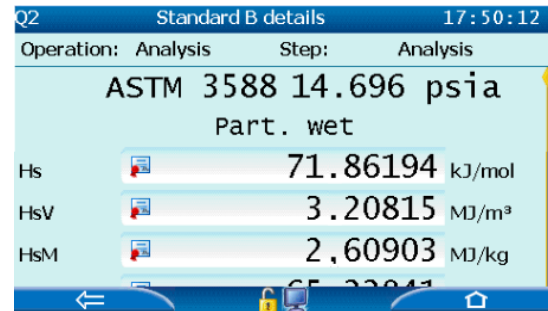 Q2 Standard B details 17:50:12
Operation: Analysis Step: Analysis
ASTM 3588 14.696 psia
Part. wet
Hs 71.86194 kJ/mol
HsV 3.20815 MJ/m³
HsM 2,60903 MJ/kg